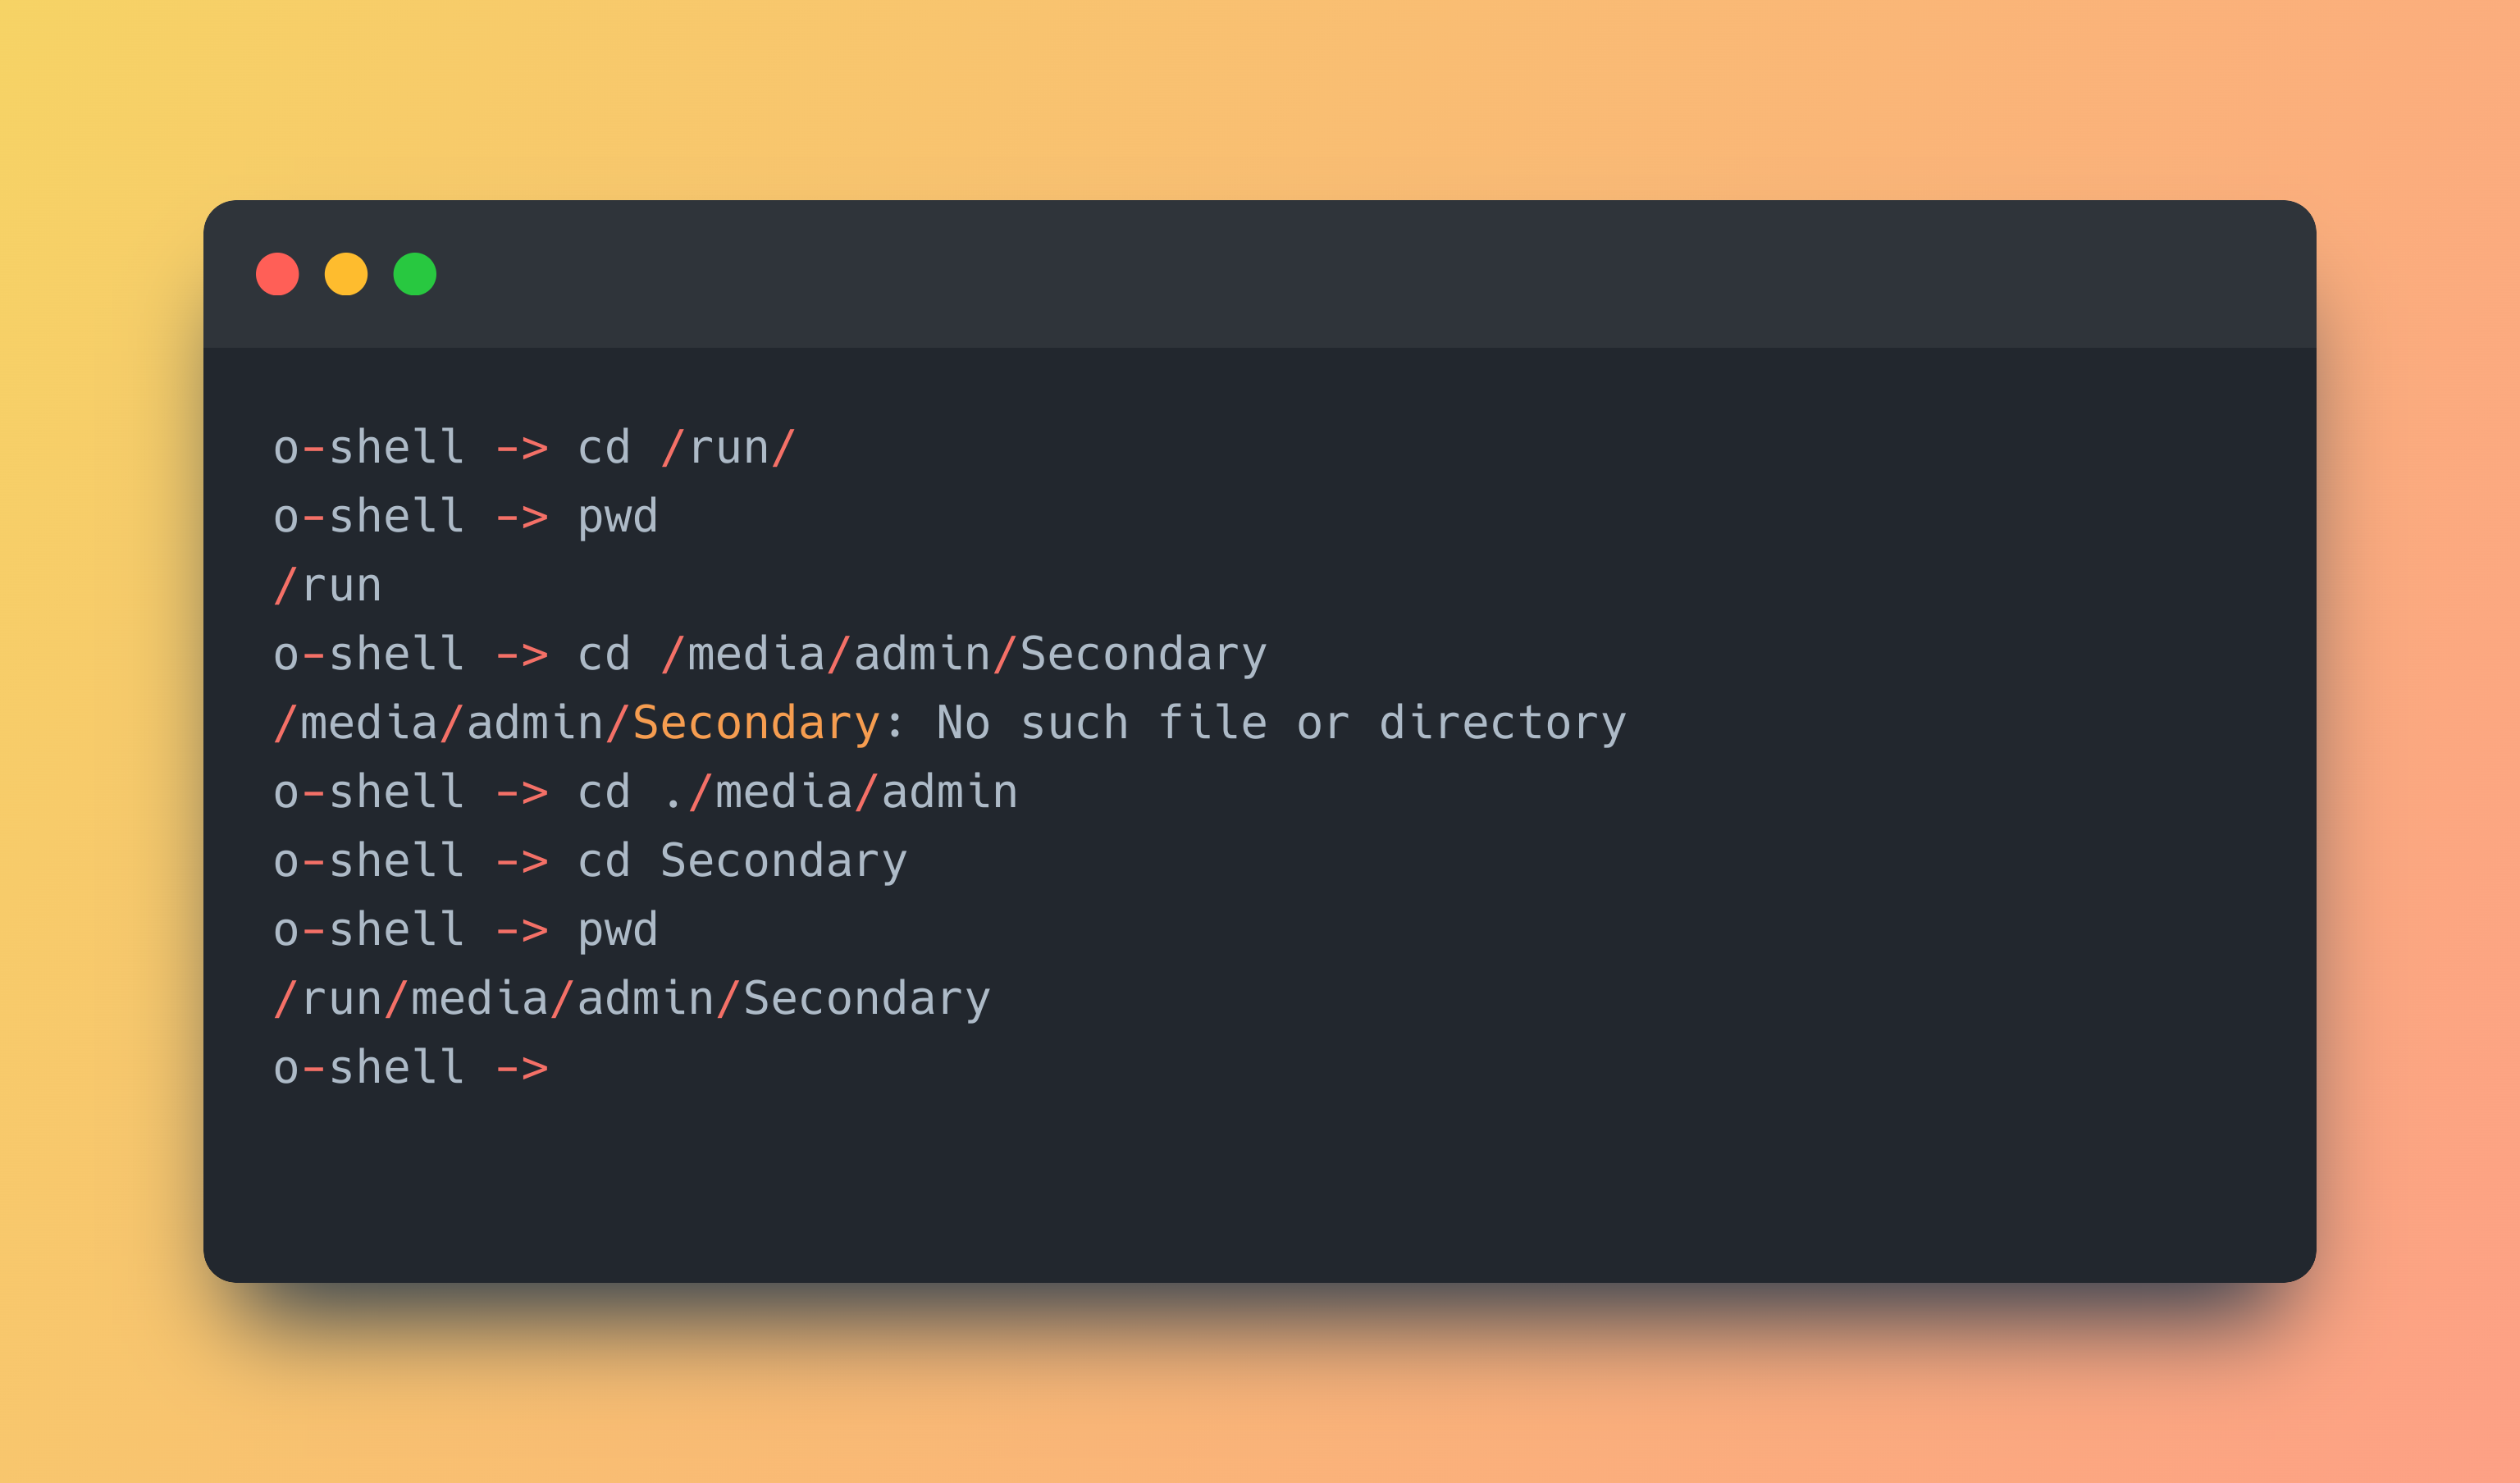 o-shell -> cd /run/
o-shell -> pwd
/run
o-shell -> cd /media/admin/Secondary
/media/admin/Secondary: No such file or directory
o-shell -> cd ./media/admin
o-shell -> cd Secondary
o-shell -> pwd
/run/media/admin/Secondary
o-shell ->